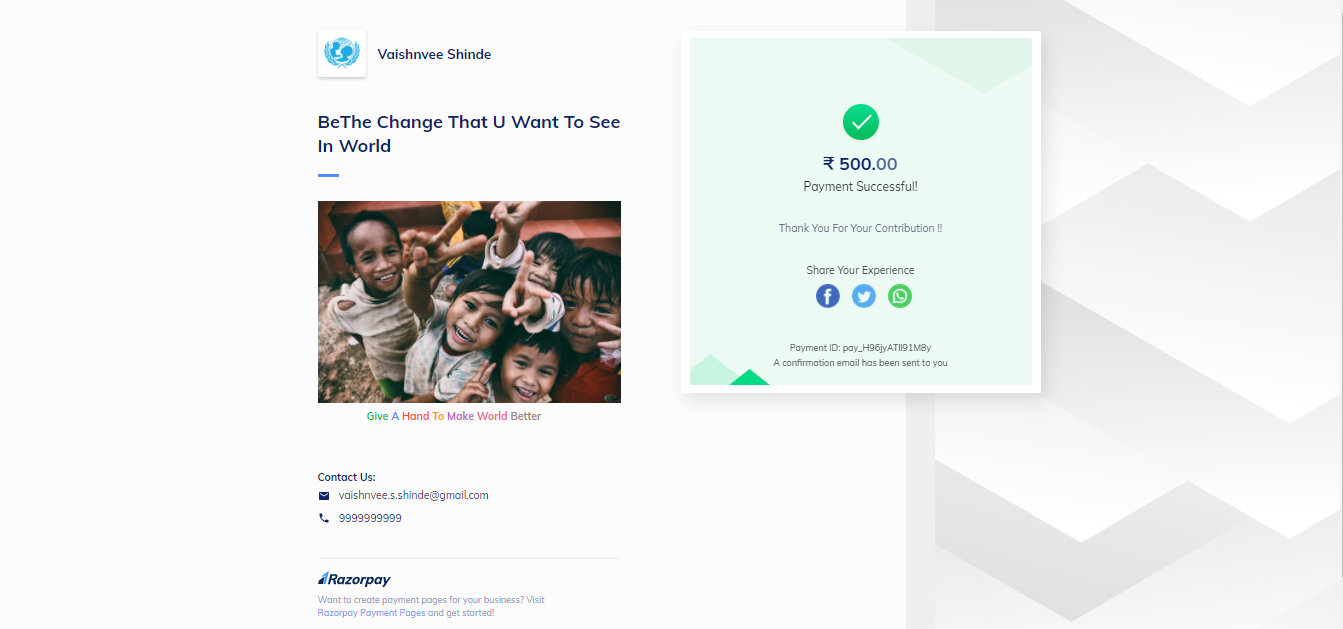 Vaishnvee Shinde
BeThe Change That U Want To See
In World
Give A Hand To Make World Better
Contact Us:
vaishnvee.s.shinde@gmail.com
9999999999
Razorpay
Want to create payment pages for your business? Visit
Razorpay Payment Pages and get started!
₹ 500.00
Payment Successful!
Thank You For Your Contribution !!
Share Your Experience
Payment ID: pay_H96jyATll91M8y
A confirmation email has been sent to you